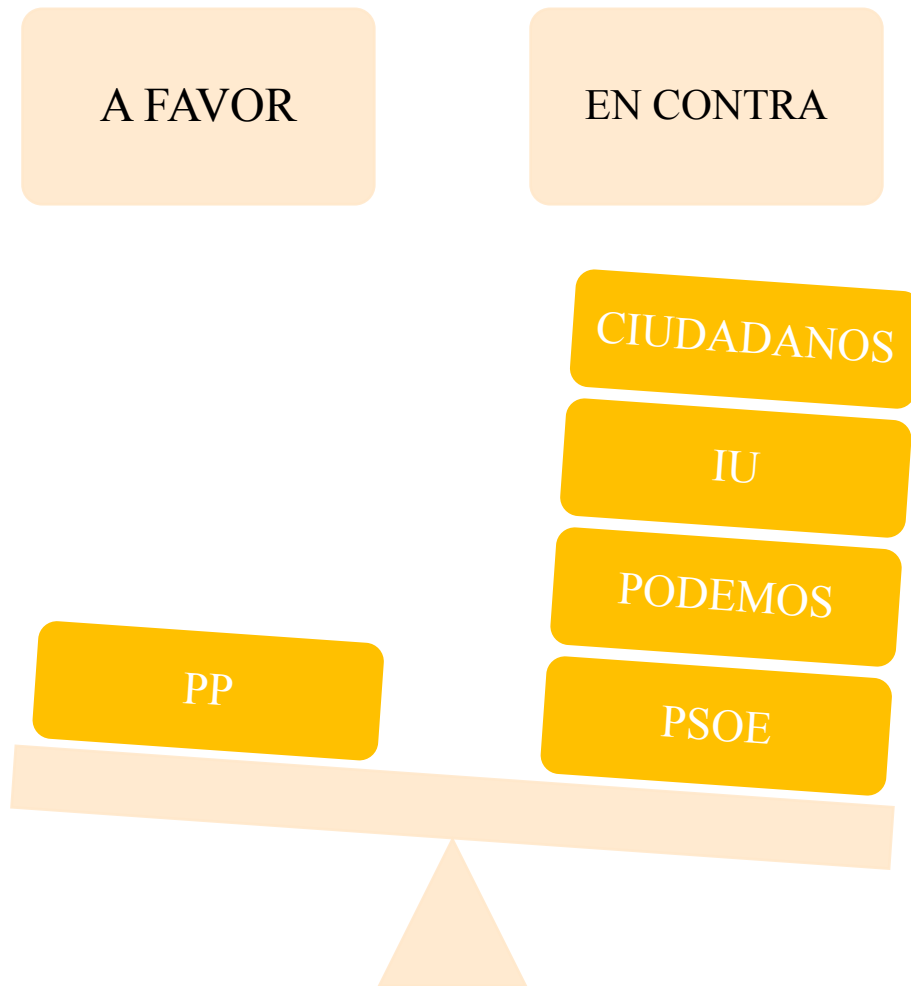 A FAVOR
EN CONTRA
CIUDADANOS
IU
PODEMOS
PP
PSOE